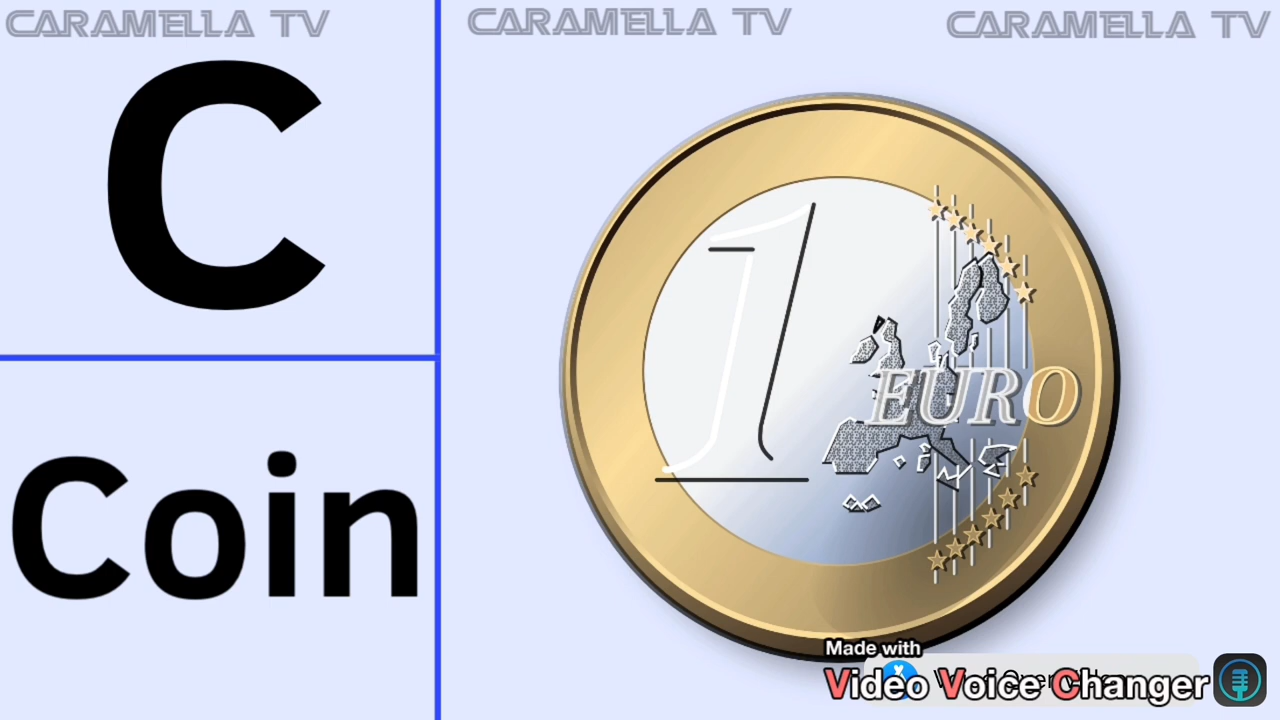 CARAMELLA TV
CARAMELLA TV
CARAMELLA TV
C
Coin
1
EURO
Made with
Video Voice Changer